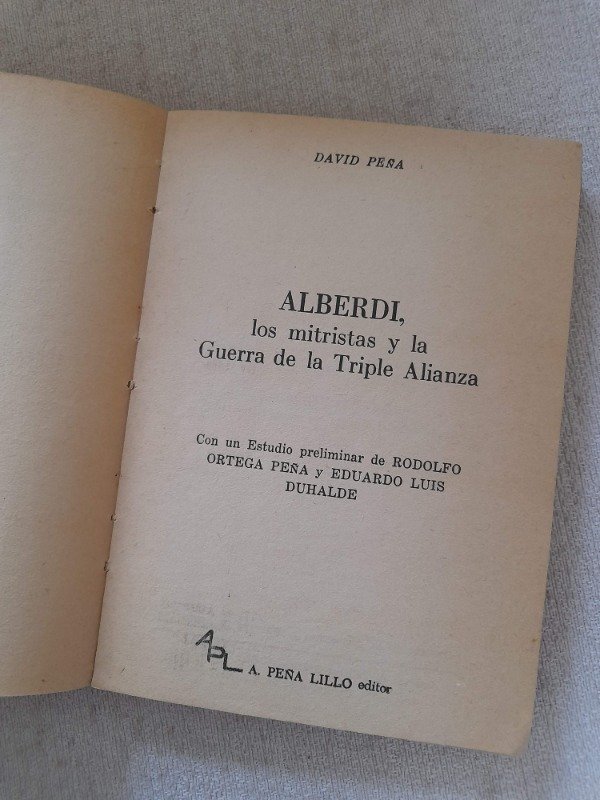 DAVID PEÑA
ALBERDI,
los mitristas y la
Guerra de la Triple Alianza
Con un Estudio preliminar de RODOLFO
ORTEGA PEÑA y EDUARDO LUIS
DUHALDE
APL A. PEÑA LILLO editor